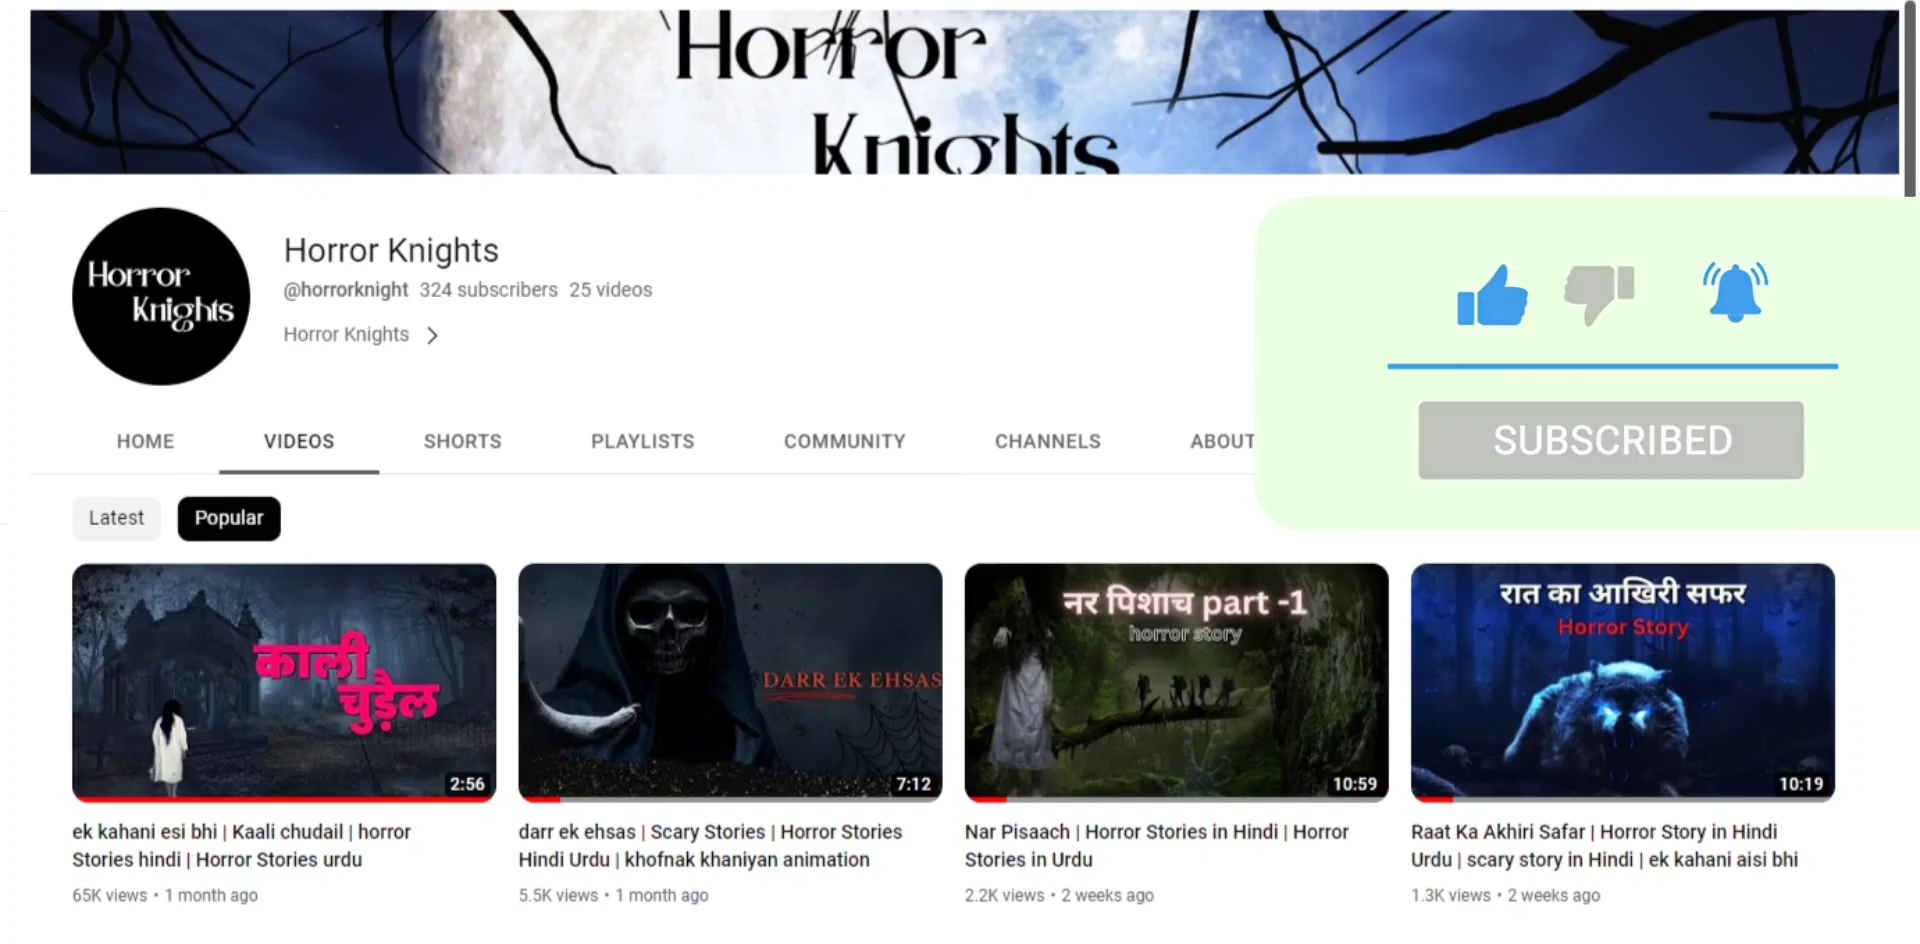 Horror
Knights
Horror
Knights
Horror Knights
@horrorknight 324 subscribers 25 videos
Horror Knights
HOME VIDEOS SHORTS PLAYLISTS COMMUNITY CHANNELS ABOUT
SUBSCRIBED
Latest Popular
काली
चुड़ैल
2:56
DARR EK EHSAS
7:12
नर पिशाच part -1
horror story
10:59
रात का आखिरी सफर
Horror Story
10:19
ek kahani esi bhi | Kaali chudail | horror
Stories hindi | Horror Stories urdu
65K views • 1 month ago
darr ek ehsas | Scary Stories | Horror Stories
Hindi Urdu | khofnak khaniyan animation
5.5K views • 1 month ago
Nar Pisaach | Horror Stories in Hindi | Horror
Stories in Urdu
2.2K views • 2 weeks ago
Raat Ka Akhiri Safar | Horror Story in Hindi
Urdu | scary story in Hindi | ek kahani aisi bhi
1.3K views • 2 weeks ago